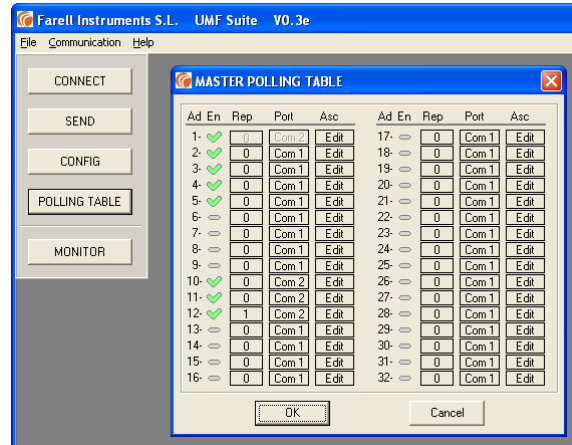 Farell Instruments S.L. UMF Suite V0.3e
File Communication Help
CONNECT
SEND
CONFIG
POLLING TABLE
MONITOR
MASTER POLLING TABLE
Ad En Rep Port Asc
1- 0 Com 2 Edit
2- 0 Com 1 Edit
3- 0 Com 1 Edit
4- 0 Com 1 Edit
5- 0 Com 1 Edit
6- 0 Com 1 Edit
7- 0 Com 1 Edit
8- 0 Com 1 Edit
9- 0 Com 1 Edit
10- 0 Com 2 Edit
11- 0 Com 2 Edit
12- 1 Com 2 Edit
13- 0 Com 1 Edit
14- 0 Com 1 Edit
15- 0 Com 1 Edit
16- 0 Com 1 Edit
Ad En Rep Port Asc
17- 0 Com 1 Edit
18- 0 Com 1 Edit
19- 0 Com 1 Edit
20- 0 Com 1 Edit
21- 0 Com 1 Edit
22- 0 Com 1 Edit
23- 0 Com 1 Edit
24- 0 Com 1 Edit
25- 0 Com 1 Edit
26- 0 Com 1 Edit
27- 0 Com 1 Edit
28- 0 Com 1 Edit
29- 0 Com 1 Edit
30- 0 Com 1 Edit
31- 0 Com 1 Edit
32- 0 Com 1 Edit
OK Cancel